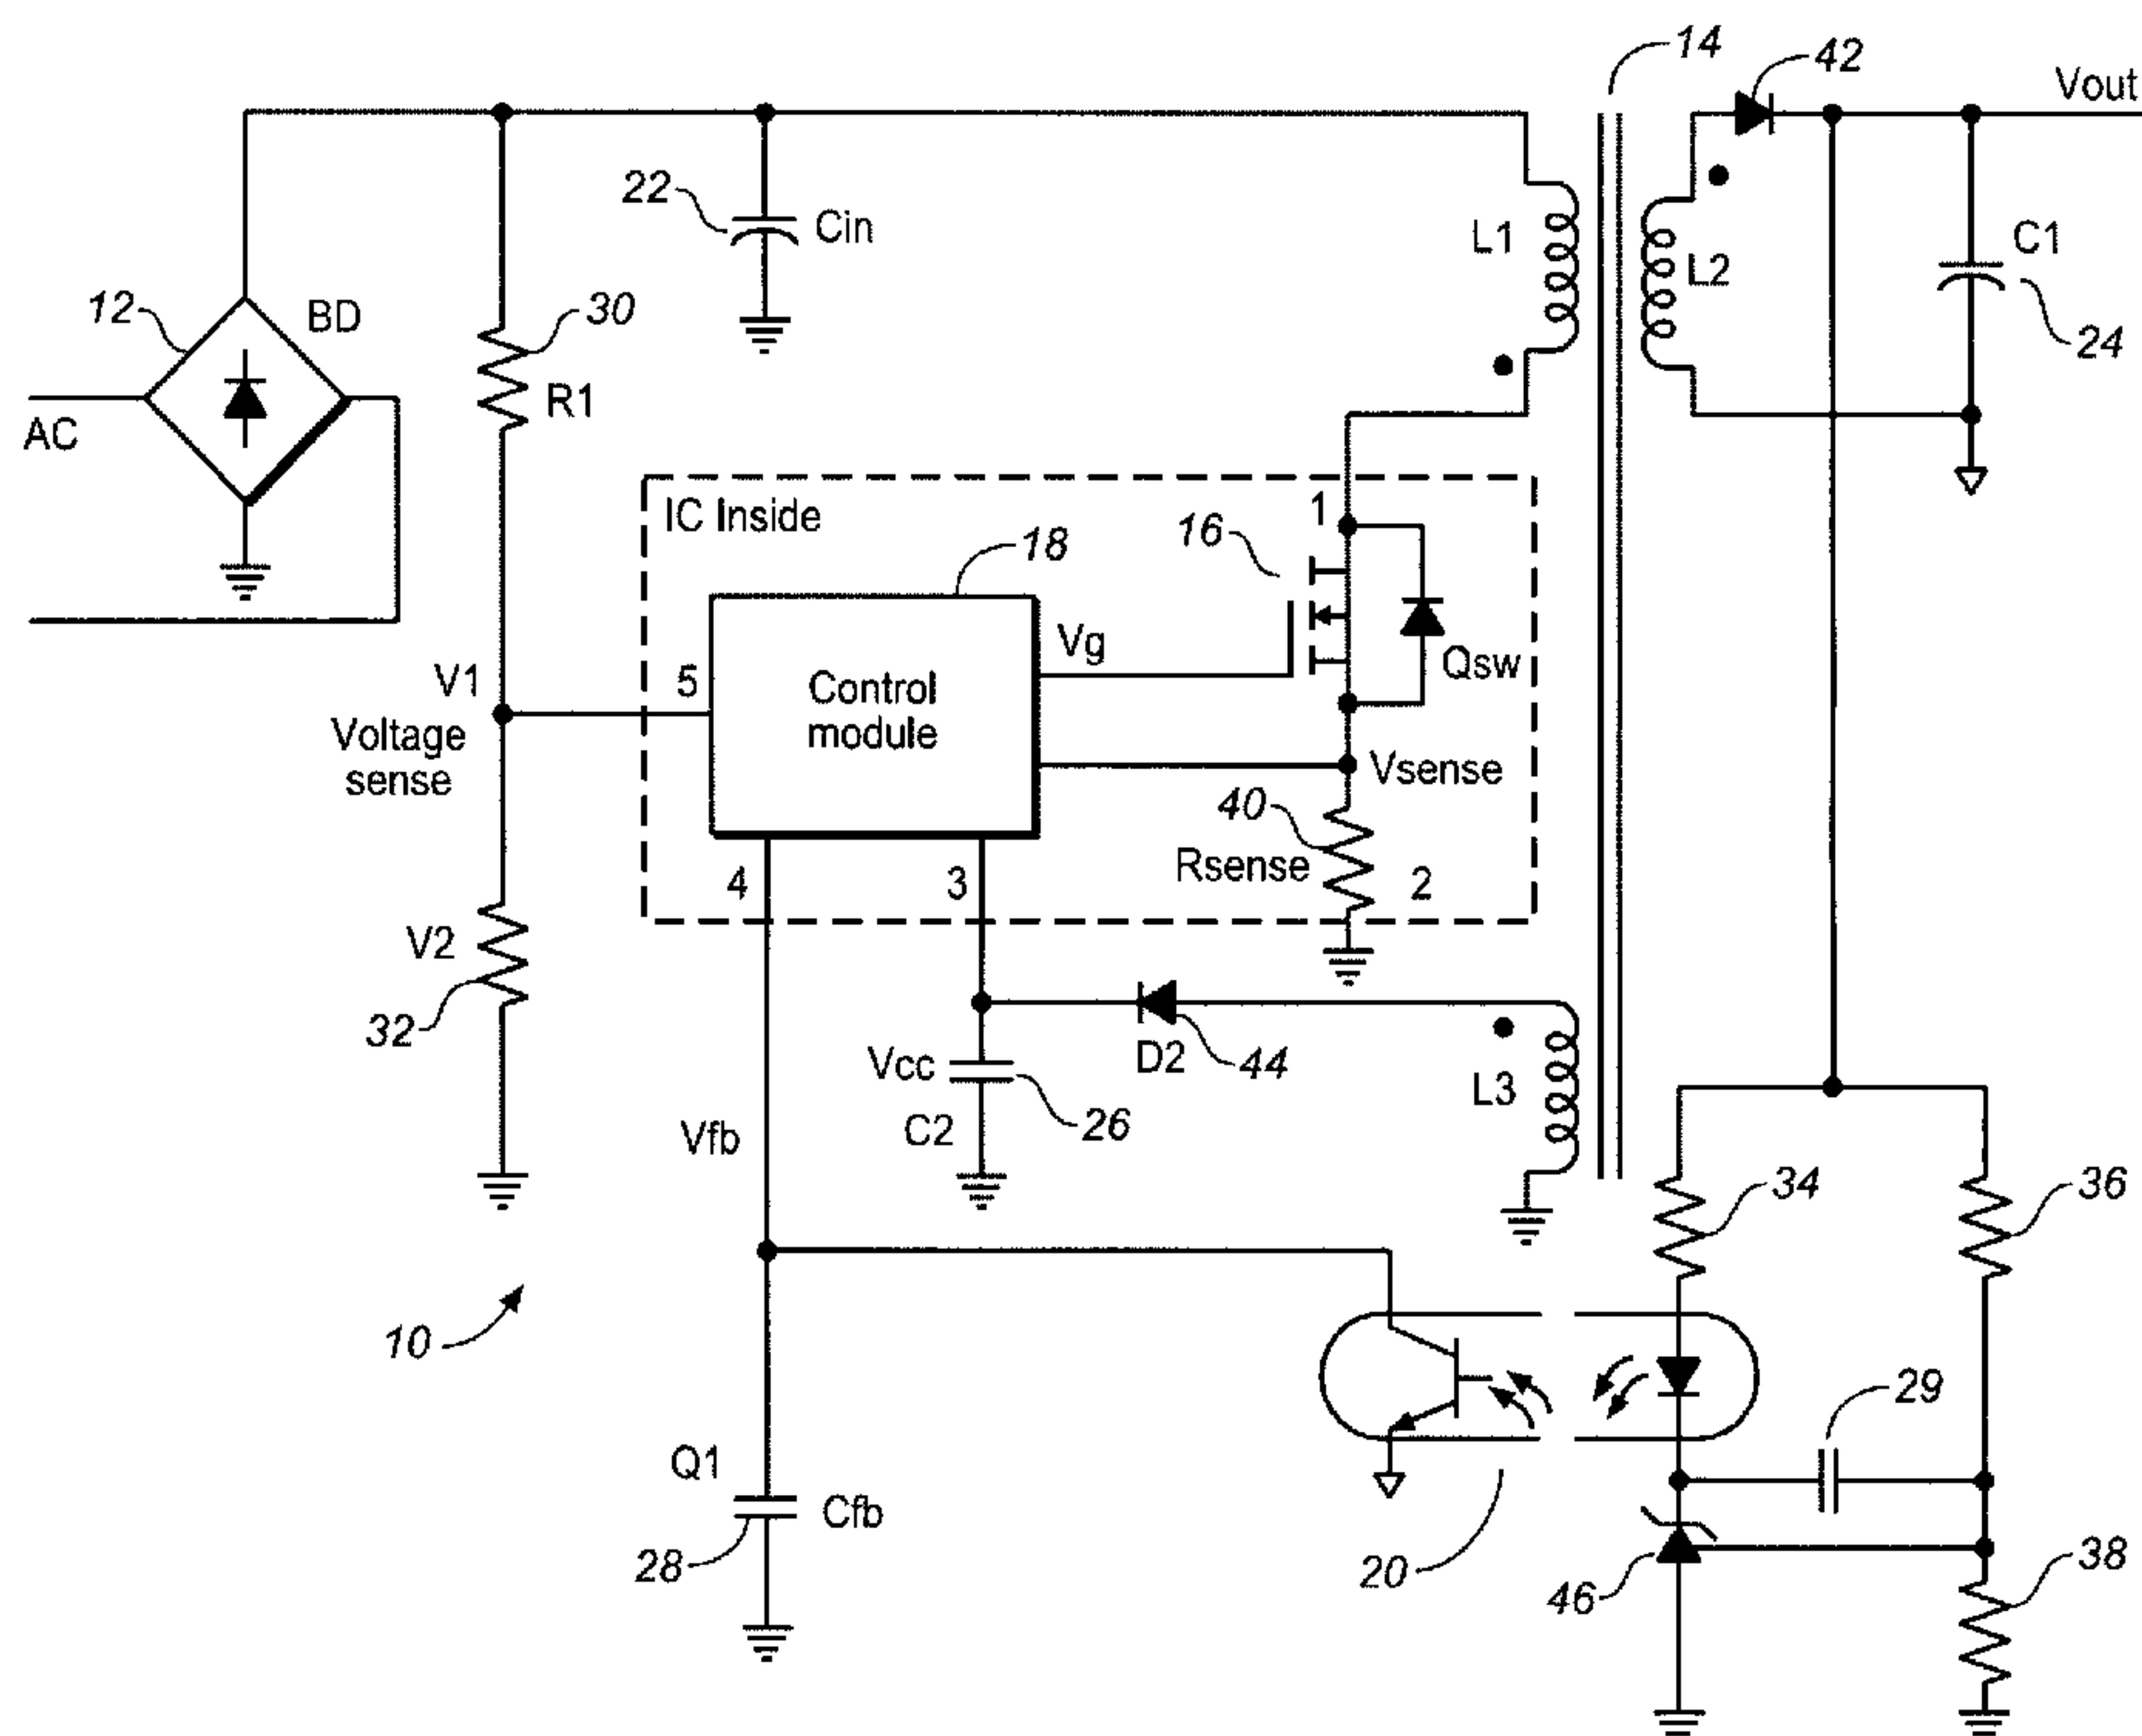 14
42
Vout
22
Cin
L1
L2
C1
24
12
BD
30
R1
AC
IC Inside
1
16
18
Vg
Qsw
V1
5
Control
module
Voltage
sense
Vsense
40
Rsense
2
4
3
V2
32
Vcc
D2
44
L3
C2
26
Vfb
34
36
10
29
Q1
Cfb
28
20
46
38